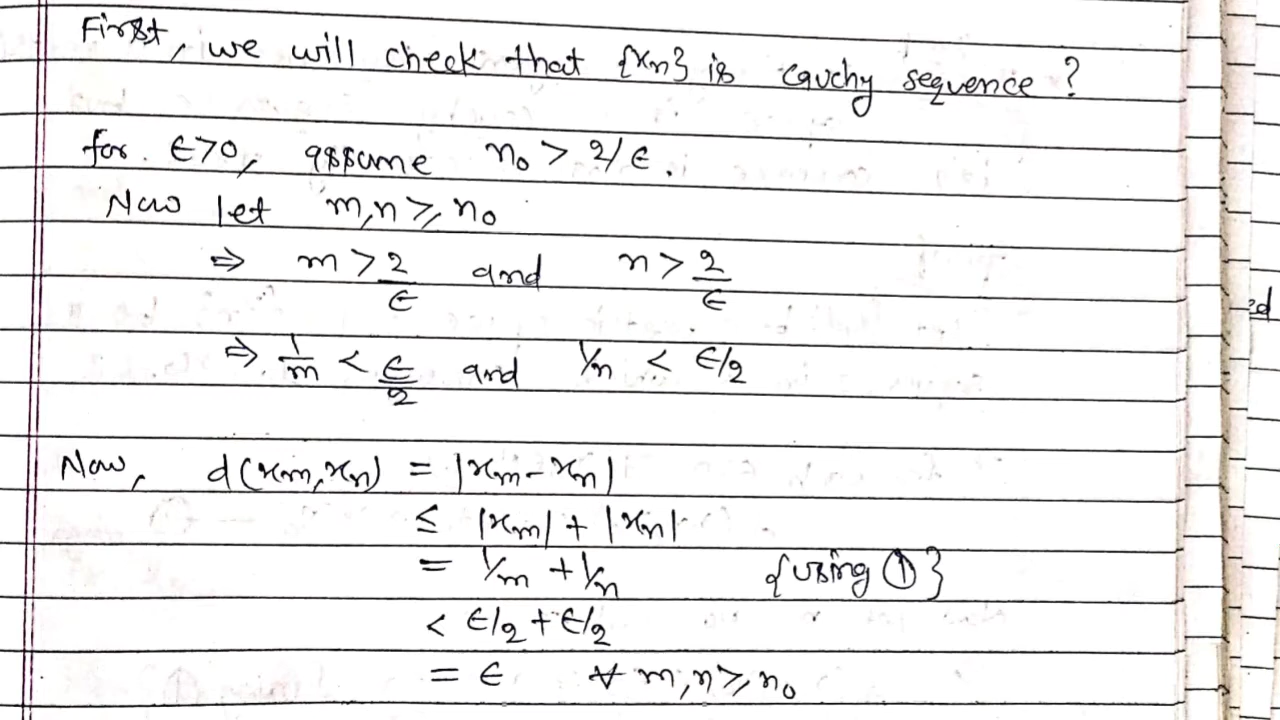 First, we will check that {xn} is cauchy sequence ?
for ε>0, assume n₀ > 2/ε.
Now let m,n ≥ n₀
⇒ m > 2/ε and n > 2/ε
⇒ 1/m < ε/2 and 1/n < ε/2
Now, d(xm, xn) = |xm - xn|
≤ |xm| + |xn|
= 1/m + 1/n {using ①}
< ε/2 + ε/2
= ε ∀ m,n ≥ n₀
ed